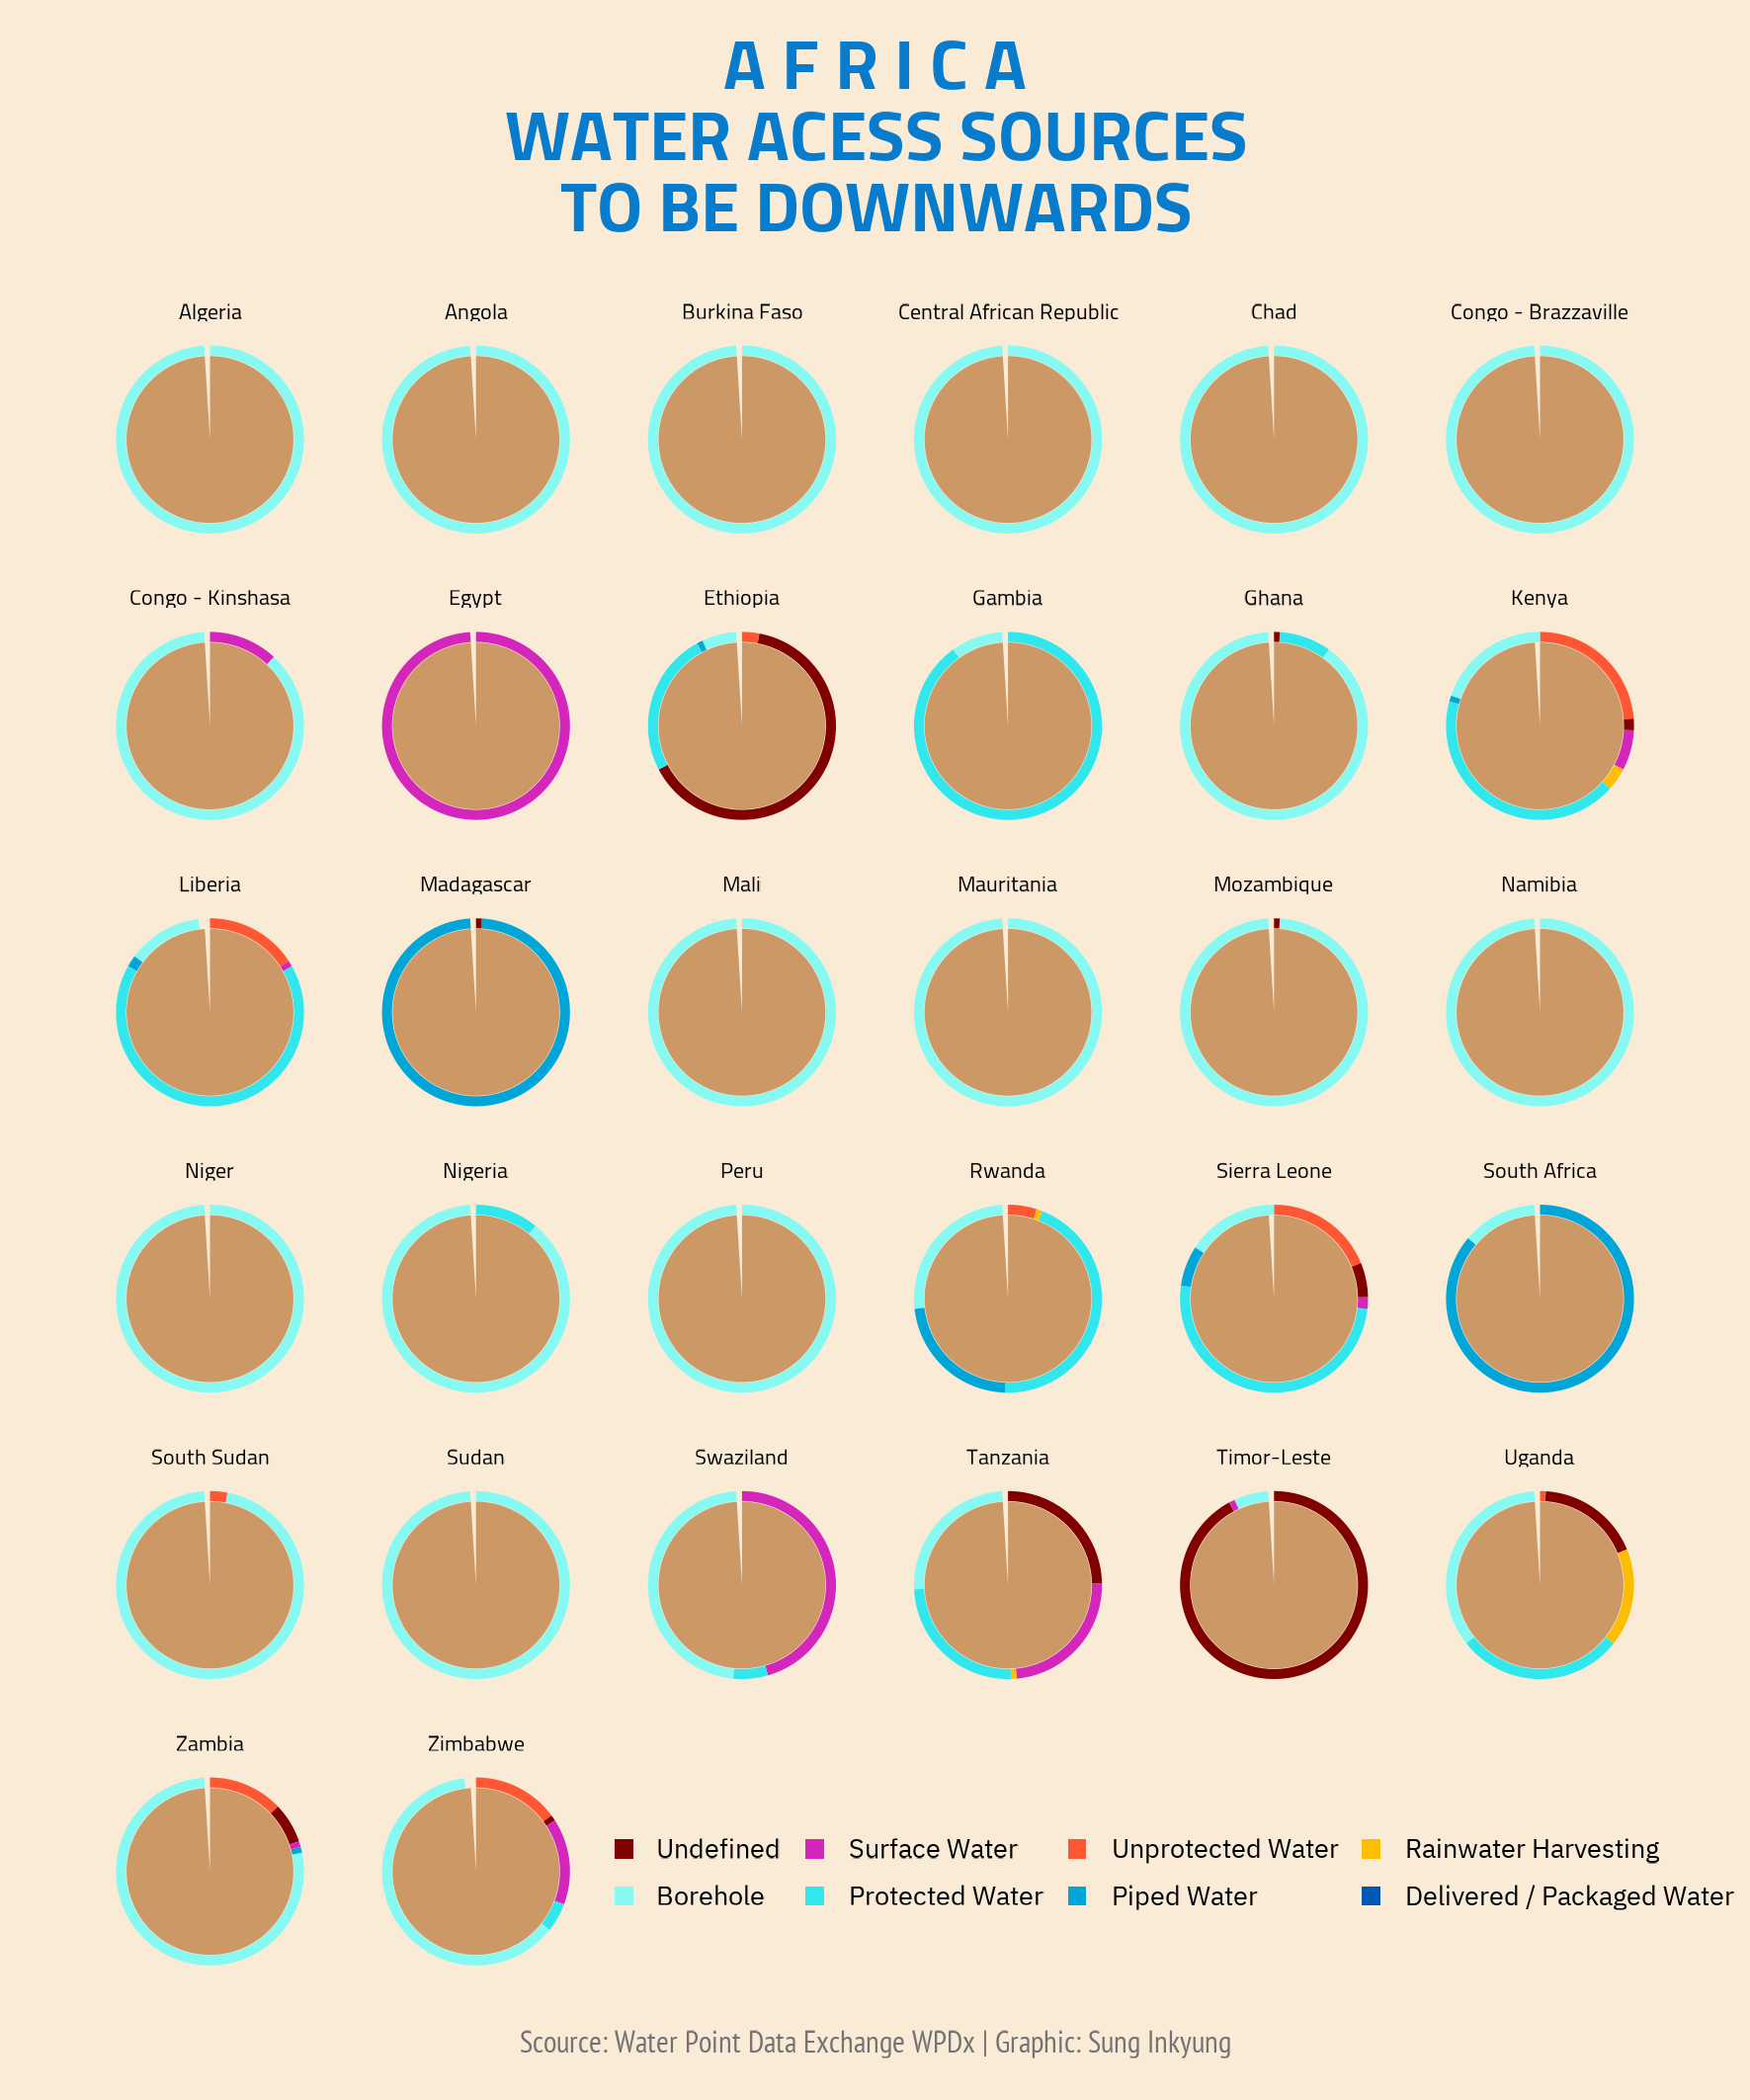 AFRICA
WATER ACESS SOURCES
TO BE DOWNWARDS
Algeria
Angola
Burkina Faso
Central African Republic
Chad
Congo - Brazzaville
Congo - Kinshasa
Egypt
Ethiopia
Gambia
Ghana
Kenya
Liberia
Madagascar
Mali
Mauritania
Mozambique
Namibia
Niger
Nigeria
Peru
Rwanda
Sierra Leone
South Africa
South Sudan
Sudan
Swaziland
Tanzania
Timor-Leste
Uganda
Zambia
Zimbabwe
Undefined
Surface Water
Unprotected Water
Rainwater Harvesting
Borehole
Protected Water
Piped Water
Delivered / Packaged Water
Scource: Water Point Data Exchange WPDx | Graphic: Sung Inkyung